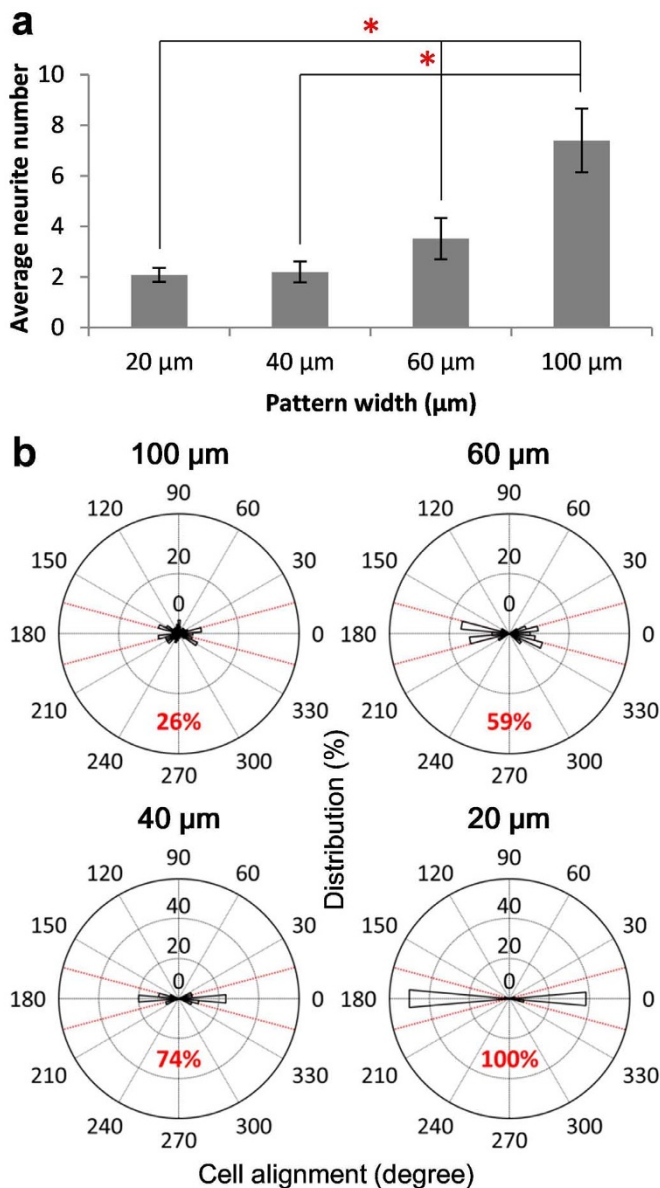 a
*
*
10
8
6
4
2
0
Average neurite number
20 µm 40 µm 60 µm 100 µm
Pattern width (µm)
b
100 µm 60 µm
90 90
120 60 120 60
150 20 30 150 20 30
0 0
180 0 180 0
210 26% 330 210 59% 330
240 300 240 300
270 270
Distribution (%)
40 µm 20 µm
90 90
120 60 120 60
40 40
150 20 30 150 20 30
0 0
180 0 180 0
74% 100%
210 330 210 330
240 300 240 300
270 270
Cell alignment (degree)